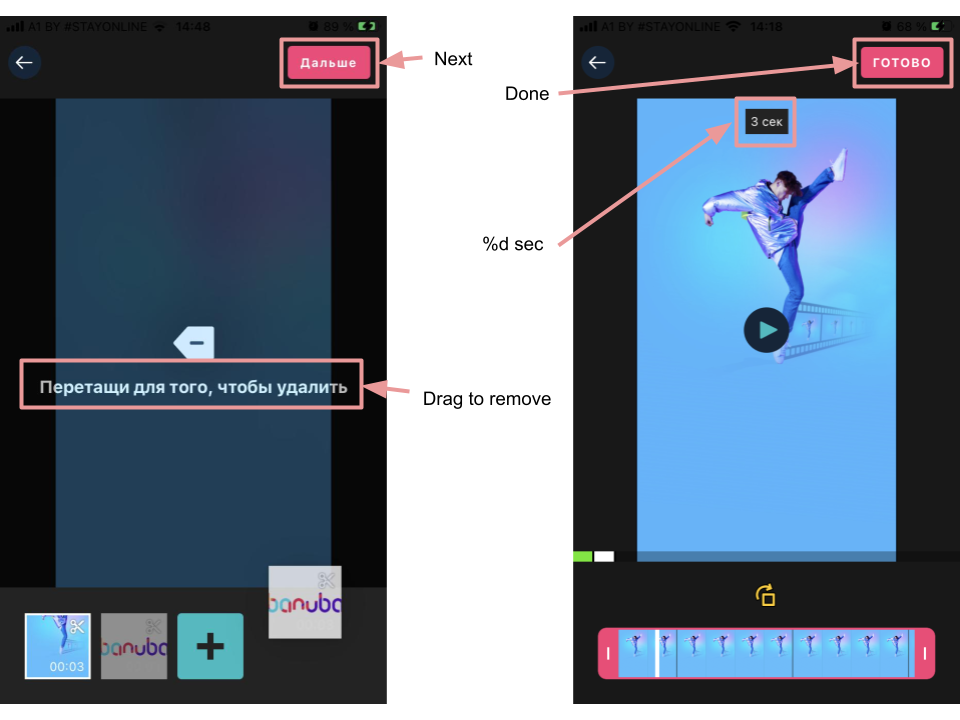 A1 BY #STAYONLINE 14:48 89 %
Дальше
Next
Перетащи для того, чтобы удалить
Drag to remove
00:03
banuba
+
banuba
A1 BY #STAYONLINE 14:18 68 %
ГОТОВО
Done
3 сек
%d sec